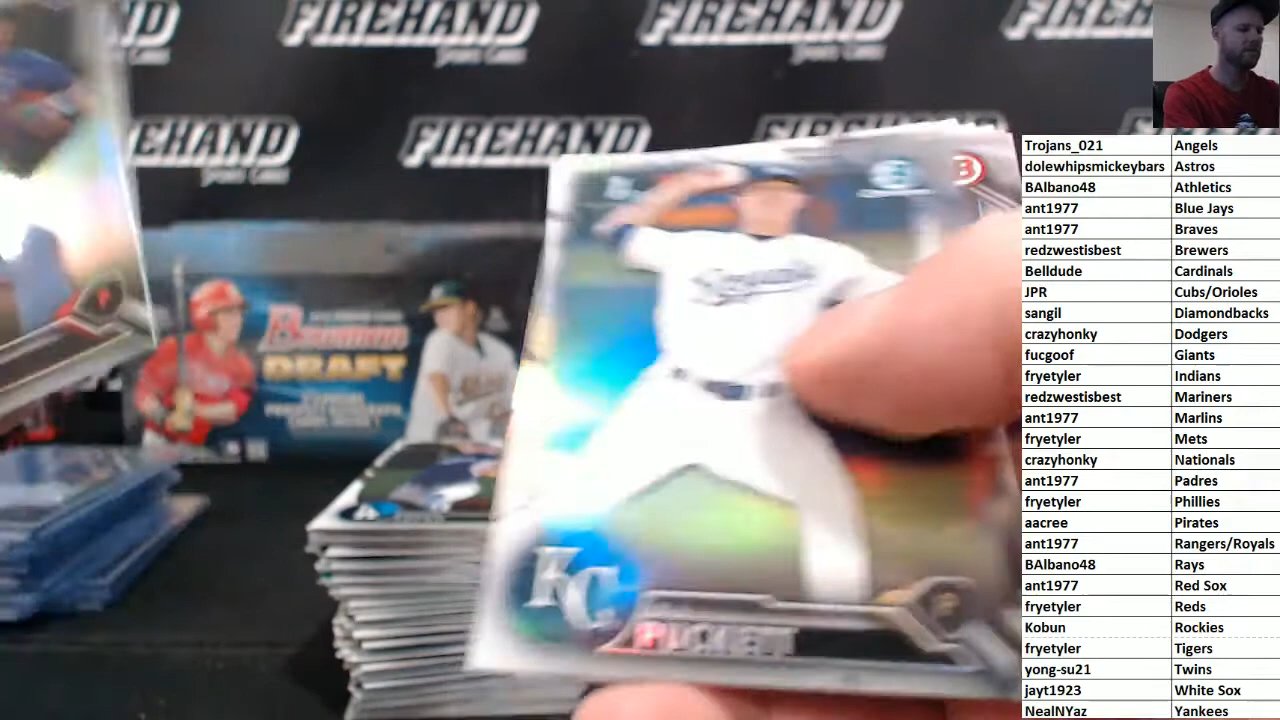 FIREHAND
FIREHAND
FIREHAND
FIREHAND
Bowman
DRAFT
Royals
B
KC
PUCKETT
Trojans_021 Angels
dolewhipsmickeybars Astros
BAlbano48 Athletics
ant1977 Blue Jays
ant1977 Braves
redzwestisbest Brewers
Belldude Cardinals
JPR Cubs/Orioles
sangil Diamondbacks
crazyhonky Dodgers
fucgoof Giants
fryetyler Indians
redzwestisbest Mariners
ant1977 Marlins
fryetyler Mets
crazyhonky Nationals
ant1977 Padres
fryetyler Phillies
aacree Pirates
ant1977 Rangers/Royals
BAlbano48 Rays
ant1977 Red Sox
fryetyler Reds
Kobun Rockies
fryetyler Tigers
yong-su21 Twins
jayt1923 White Sox
NealNYaz Yankees